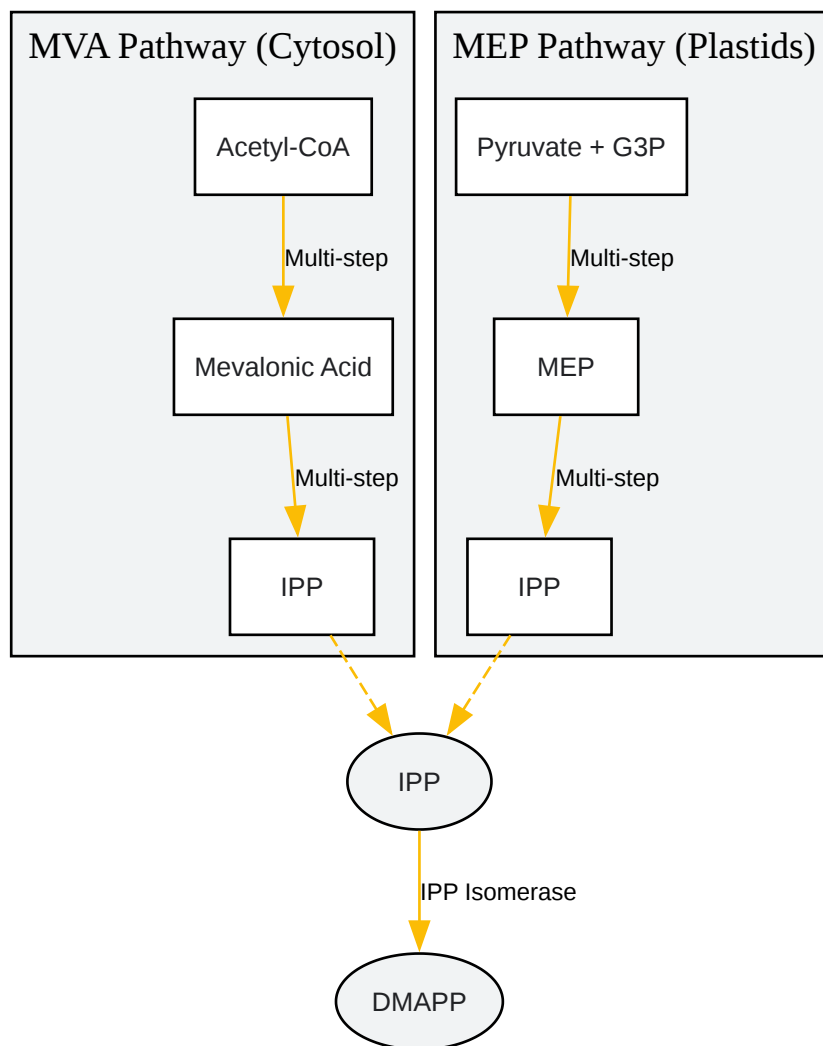 MVA Pathway (Cytosol)
Acetyl-CoA
Multi-step
Mevalonic Acid
Multi-step
IPP
MEP Pathway (Plastids)
Pyruvate + G3P
Multi-step
MEP
Multi-step
IPP
IPP
IPP Isomerase
DMAPP